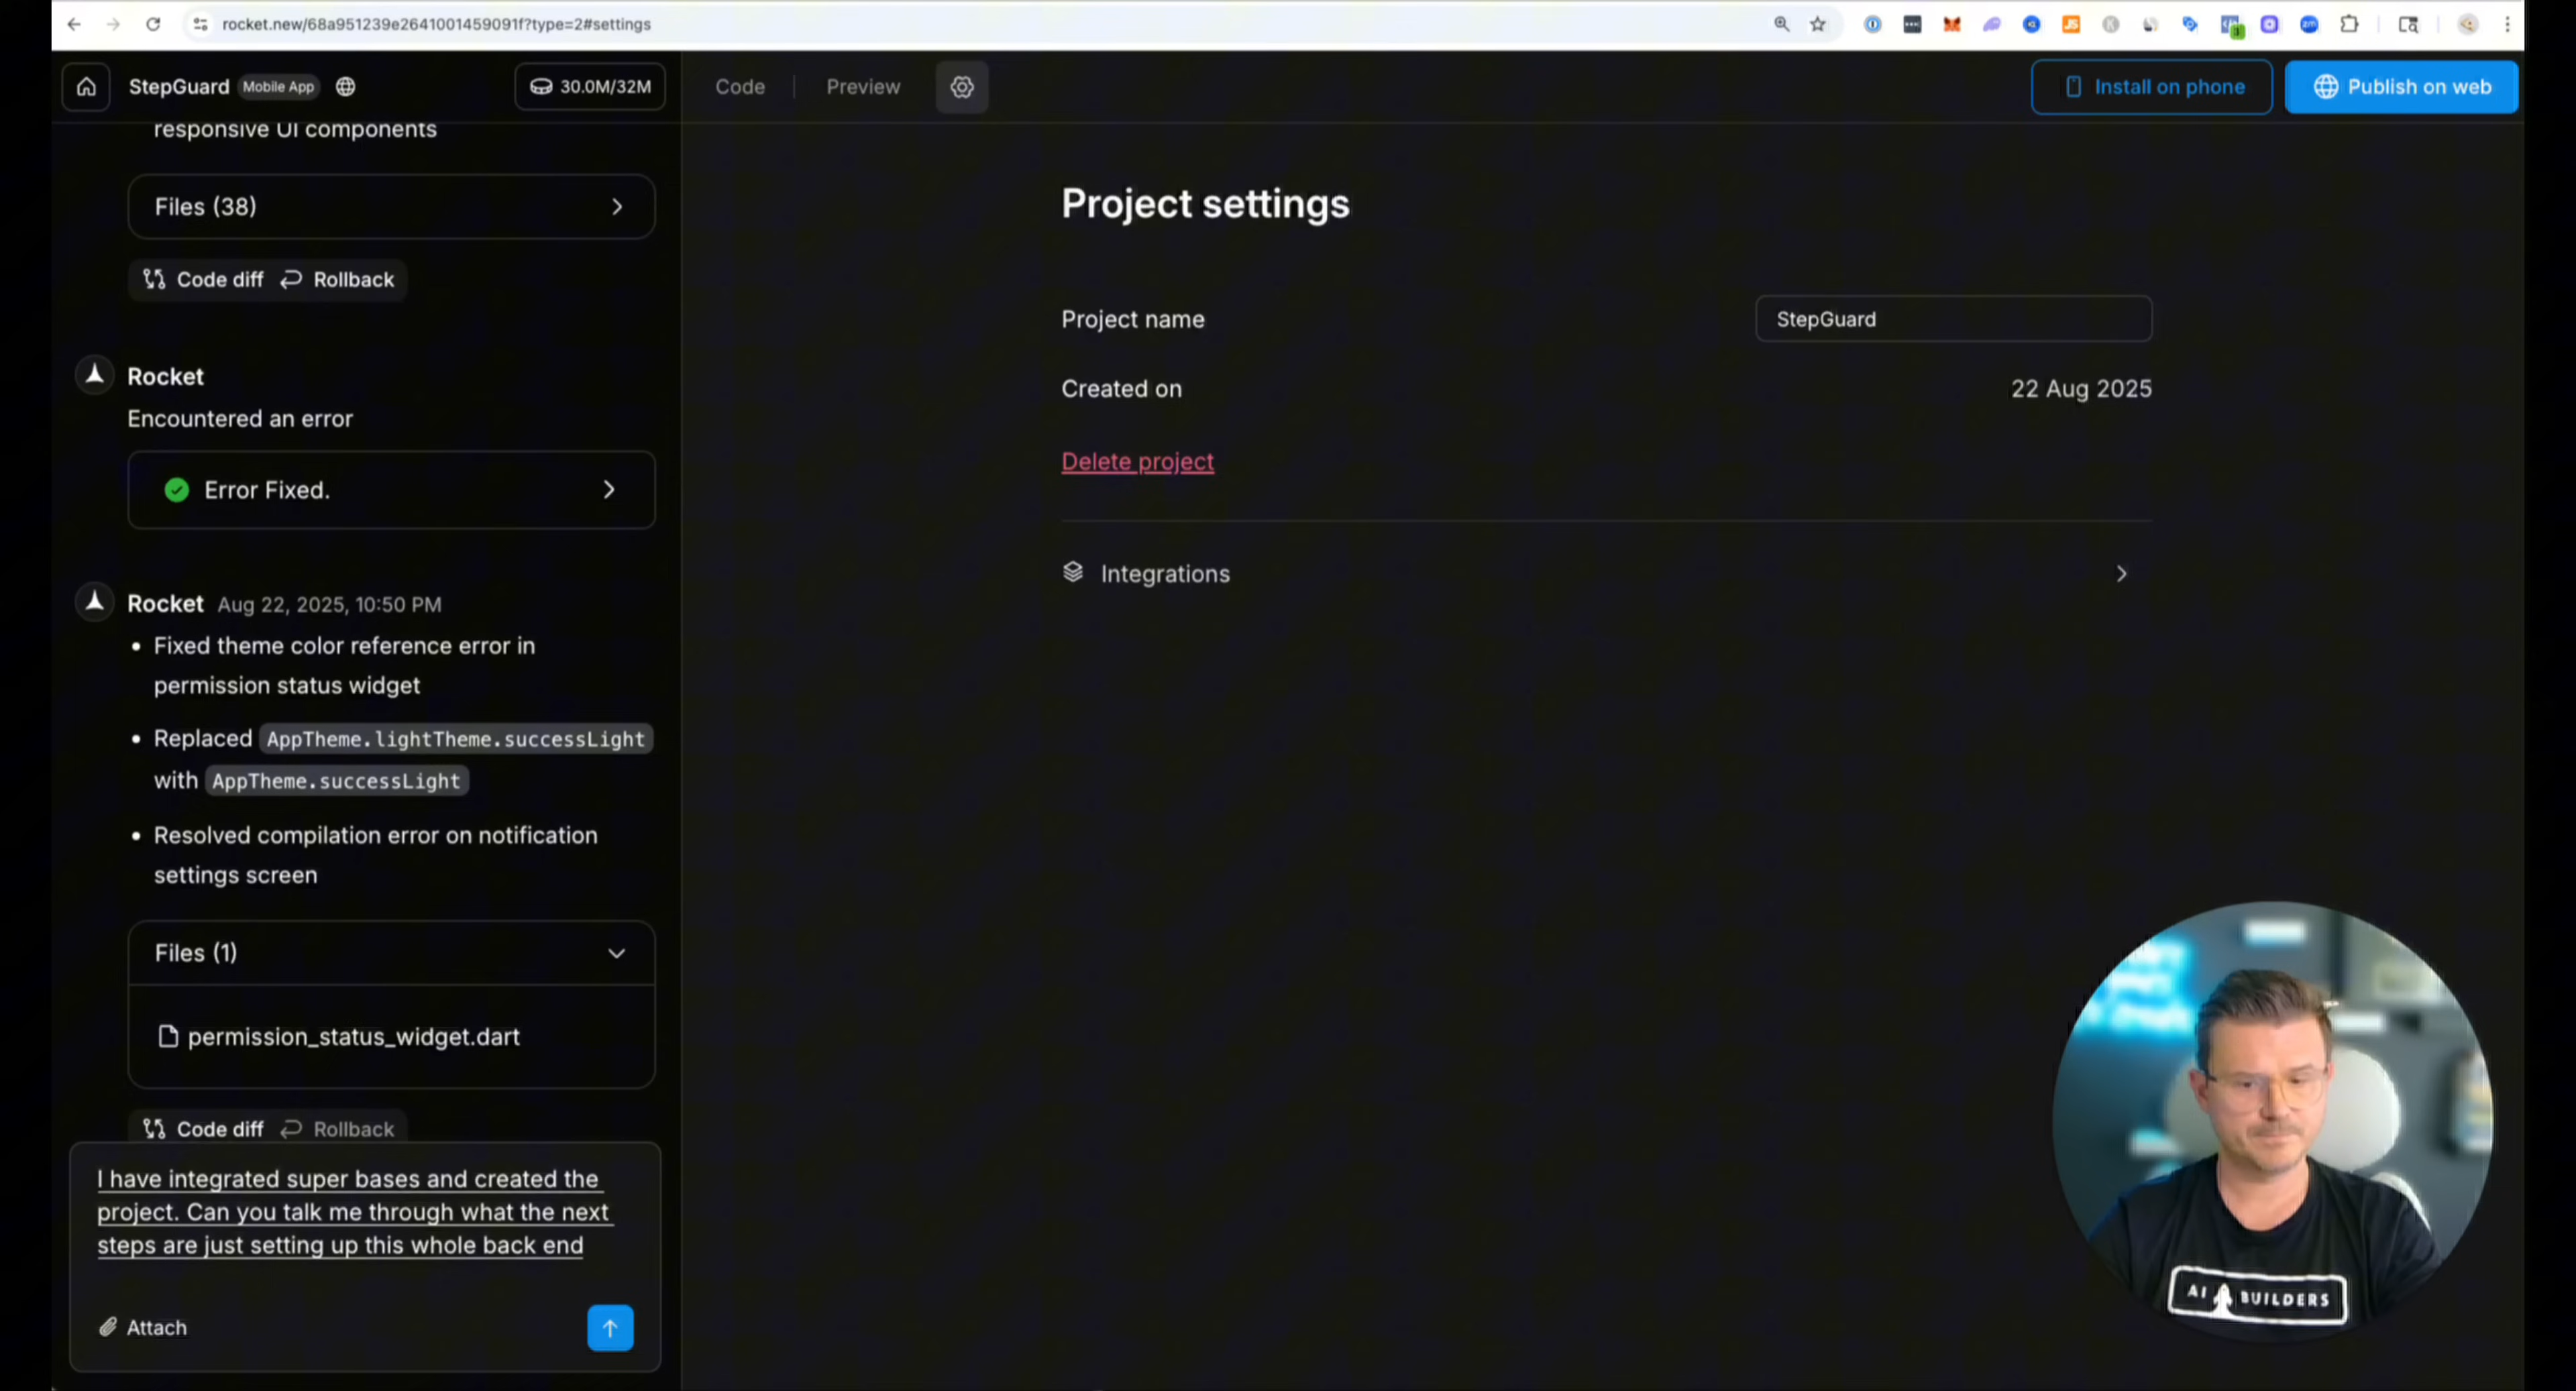 rocket.new/68a951239e2641001459091f?type=2#settings
StepGuard Mobile App
30.0M/32M
Code
Preview
Install on phone
Publish on web
responsive UI components
Files (38)
Code diff
Rollback
Rocket
Encountered an error
Error Fixed.
Rocket Aug 22, 2025, 10:50 PM
• Fixed theme color reference error in
permission status widget
• Replaced AppTheme.lightTheme.successLight
with AppTheme.successLight
• Resolved compilation error on notification
settings screen
Files (1)
permission_status_widget.dart
Code diff
Rollback
I have integrated super bases and created the
project. Can you talk me through what the next
steps are just setting up this whole back end
Attach
Project settings
Project name
StepGuard
Created on
22 Aug 2025
Delete project
Integrations
AI BUILDERS